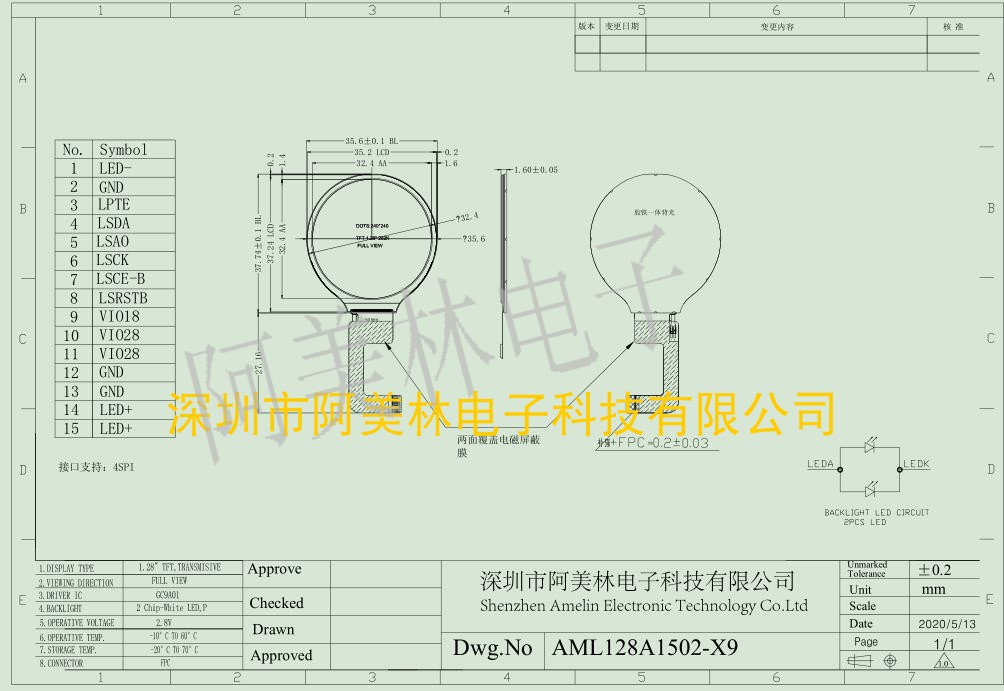 1 2 3 4 5 6 7
版本 变更日期 变更内容 核 准
A A
B B
C C
D D
E E
No. Symbol
1 LED-
2 GND
3 LPTE
4 LSDA
5 LSAO
6 LSCK
7 LSCE-B
8 LSRSTB
9 VIO18
10 VIO28
11 VIO28
12 GND
13 GND
14 LED+
15 LED+
接口支持: 4SPI
35.6±0.1 BL
35.2 LCD
0.2
32.4 AA
1.6
0.2
1.4
37.74±0.1 BL
37.24 LCD
32.4 AA
27.16
DOTS:240*240
TFT:1.28"-262K
FULL VIEW
?32.4
?35.6
1.60±0.05
胶铁一体背光
两面覆盖电磁屏蔽
膜
补强+FPC=0.2±0.03
阿美林电子
深圳市阿美林电子科技有限公司
LEDA
LEDK
BACKLIGHT LED CIRCUIT
2PCS LED
1.DISPLAY TYPE 1.28" TFT,TRANSMISIVE
2.VIEWING DIRECTION FULL VIEW
3.DRIVER IC GC9A01
4.BACKLIGHT 2 Chip-White LED,P
5.OPERATIVE VOLTAGE 2.8V
6.OPERATIVE TEMP. -10°C TO 60°C
7.STORAGE TEMP. -20°C TO 70°C
8.CONNECTOR FPC
Approve
Checked
Drawn
Approved
深圳市阿美林电子科技有限公司
Shenzhen Amelin Electronic Technology Co.Ltd
Dwg.No AML128A1502-X9
Unmarked
Tolerance ±0.2
Unit mm
Scale
Date 2020/5/13
Page 1/1
1.0
1 2 3 4 5 6 7